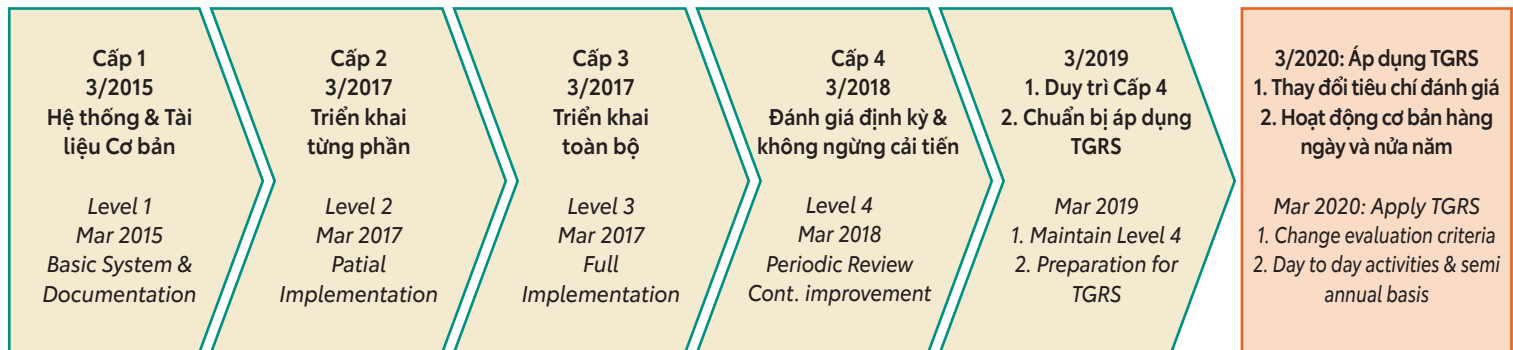 Cấp 1
3/2015
Hệ thống & Tài
liệu Cơ bản
Level 1
Mar 2015
Basic System &
Documentation
Cấp 2
3/2017
Triển khai
từng phần
Level 2
Mar 2017
Patial
Implementation
Cấp 3
3/2017
Triển khai
toàn bộ
Level 3
Mar 2017
Full
Implementation
Cấp 4
3/2018
Đánh giá định kỳ &
không ngừng cải tiến
Level 4
Mar 2018
Periodic Review
Cont. improvement
3/2019
1. Duy trì Cấp 4
2. Chuẩn bị áp dụng
TGRS
Mar 2019
1. Maintain Level 4
2. Preparation for
TGRS
3/2020: Áp dụng TGRS
1. Thay đổi tiêu chí đánh giá
2. Hoạt động cơ bản hàng
ngày và nửa năm
Mar 2020: Apply TGRS
1. Change evaluation criteria
2. Day to day activities & semi
annual basis